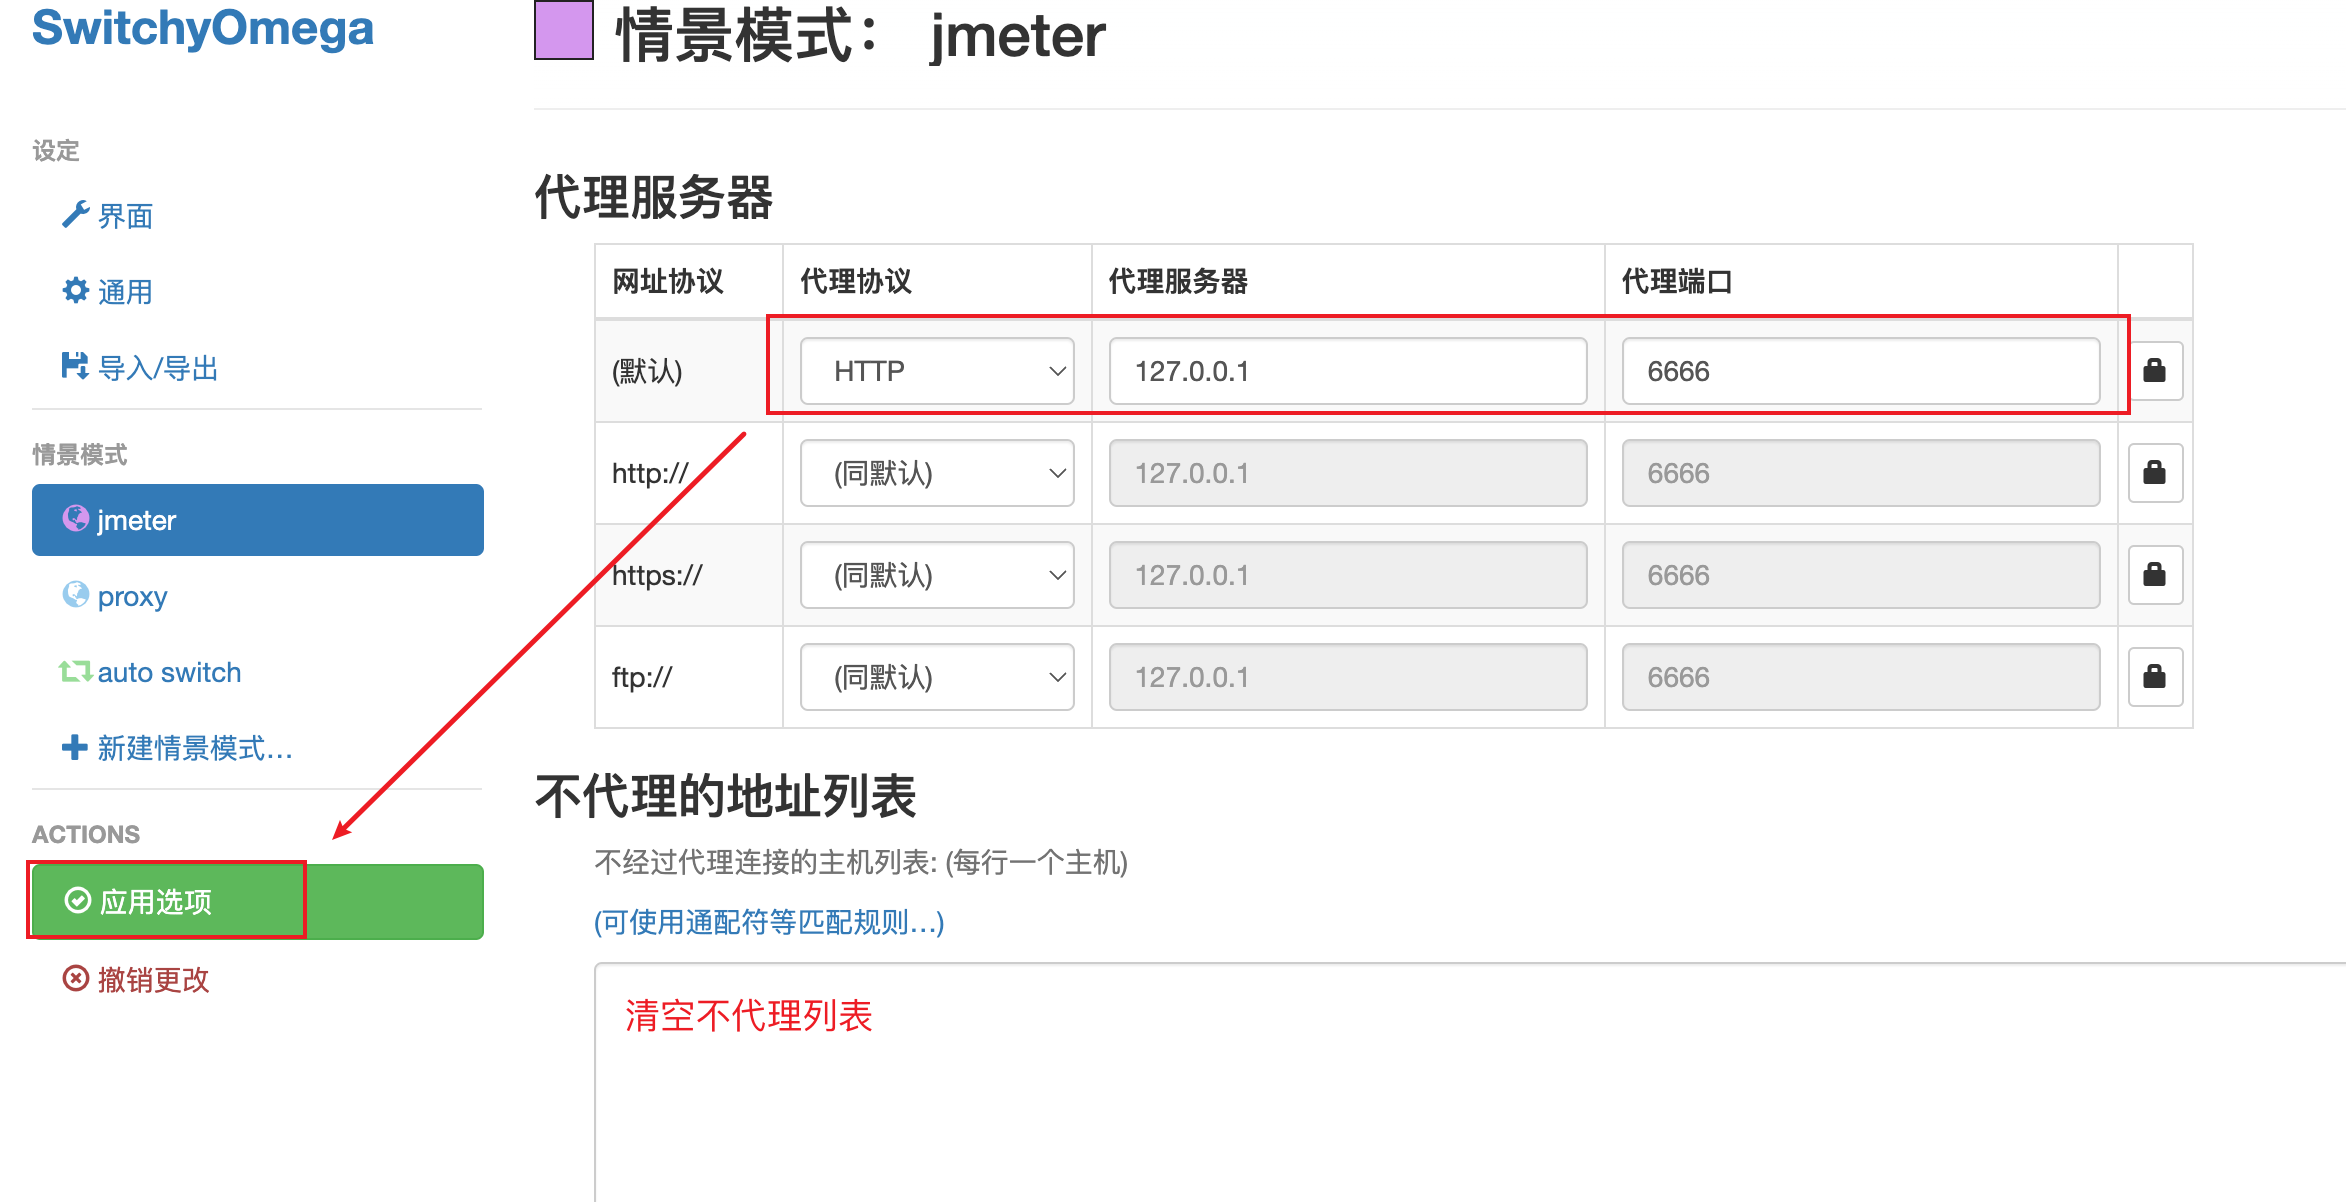 SwitchyOmega
设定
界面
通用
导入/导出
情景模式
jmeter
proxy
auto switch
新建情景模式...
ACTIONS
应用选项
撤销更改
情景模式： jmeter
代理服务器
网址协议 代理协议 代理服务器 代理端口
(默认) HTTP 127.0.0.1 6666
http:// (同默认) 127.0.0.1 6666
https:// (同默认) 127.0.0.1 6666
ftp:// (同默认) 127.0.0.1 6666
不代理的地址列表
不经过代理连接的主机列表: (每行一个主机)
(可使用通配符等匹配规则...)
清空不代理列表